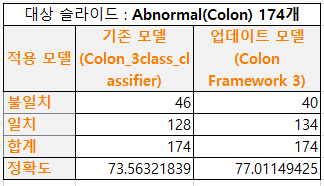 대상 슬라이드 : Abnormal(Colon) 174개
적용 모델
기존 모델
(Colon_3class_cl
assifier)
업데이트 모델
(Colon
Framework 3)
불일치 46 40
일치 128 134
합계 174 174
정확도 73.56321839 77.01149425